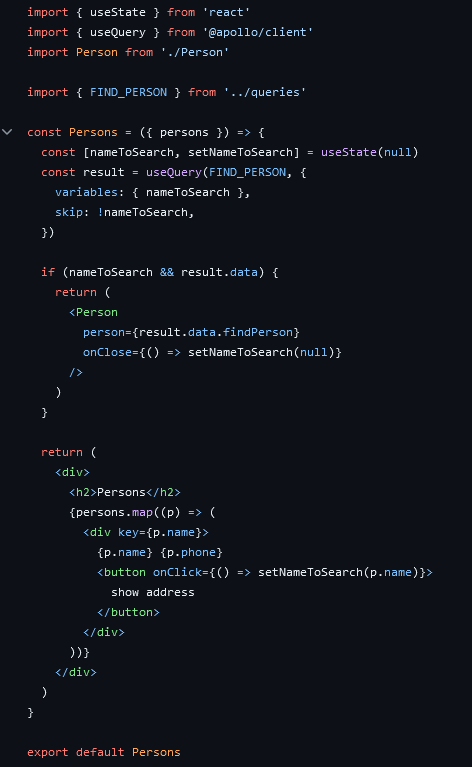 import { useState } from 'react'
import { useQuery } from '@apollo/client'
import Person from './Person'

import { FIND_PERSON } from '../queries'

const Persons = ({ persons }) => {
  const [nameToSearch, setNameToSearch] = useState(null)
  const result = useQuery(FIND_PERSON, {
    variables: { nameToSearch },
    skip: !nameToSearch,
  })

  if (nameToSearch && result.data) {
    return (
      <Person
        person={result.data.findPerson}
        onClose={() => setNameToSearch(null)}
      />
    )
  }

  return (
    <div>
      <h2>Persons</h2>
      {persons.map((p) => (
        <div key={p.name}>
          {p.name} {p.phone}
          <button onClick={() => setNameToSearch(p.name)}>
            show address
          </button>
        </div>
      ))}
    </div>
  )
}

export default Persons